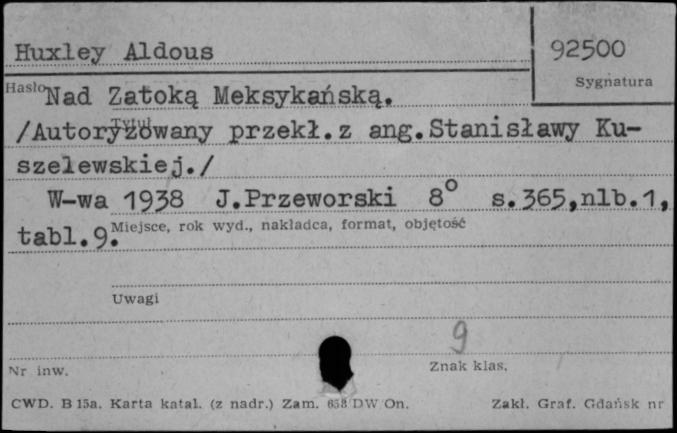 Huxley Aldous
92500
Sygnatura
Hasło
Nad Zatoką Meksykańską.
Tytuł
/Autoryzowany przekł.z ang.Stanisławy Ku-
szelewskiej./
W-wa 1938 J.Przeworski 8° s.365,nlb.1,
tabl.9.
Miejsce, rok wyd., nakładca, format, objętość
Uwagi
9
Nr inw.
Znak klas.
CWD. B 15a. Karta katal. (z nadr.) Zam. 658/DW/On.
Zakł. Graf. Gdańsk nr